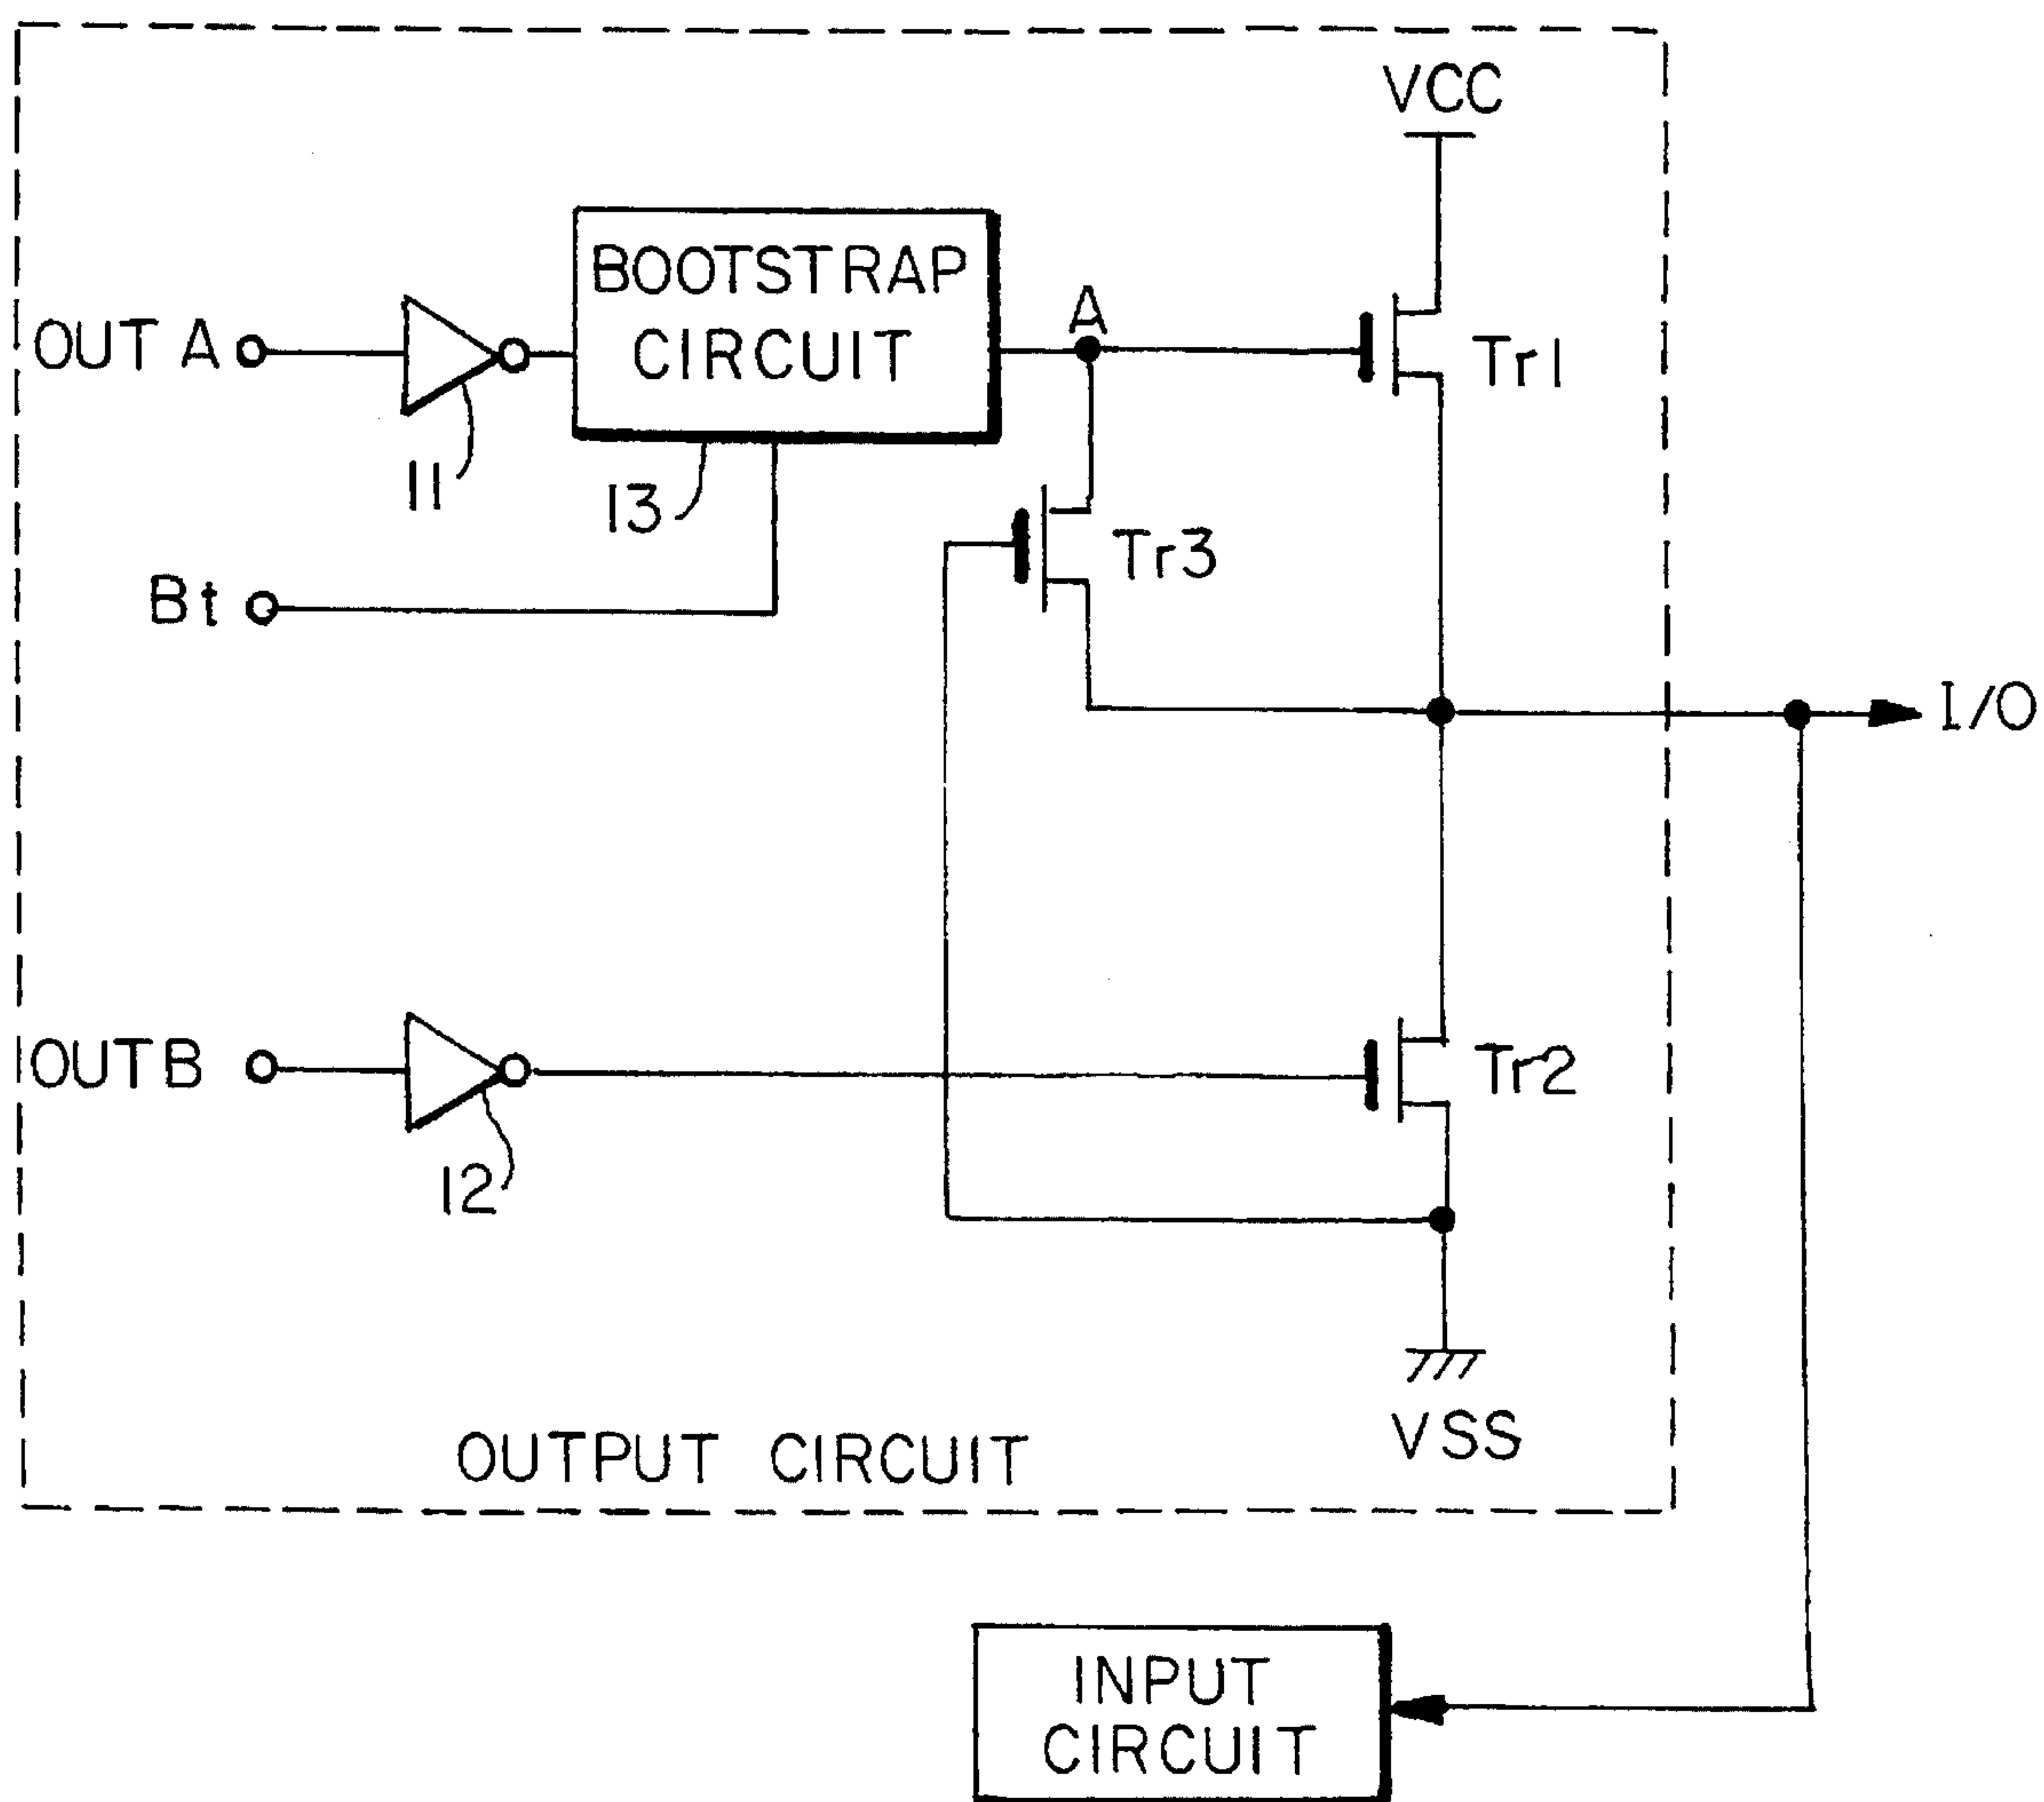 VCC
BOOTSTRAP
CIRCUIT
OUT A
A
Tr1
11
13
Tr3
Bt
I/O
OUTB
Tr2
12
VSS
OUTPUT CIRCUIT
INPUT
CIRCUIT